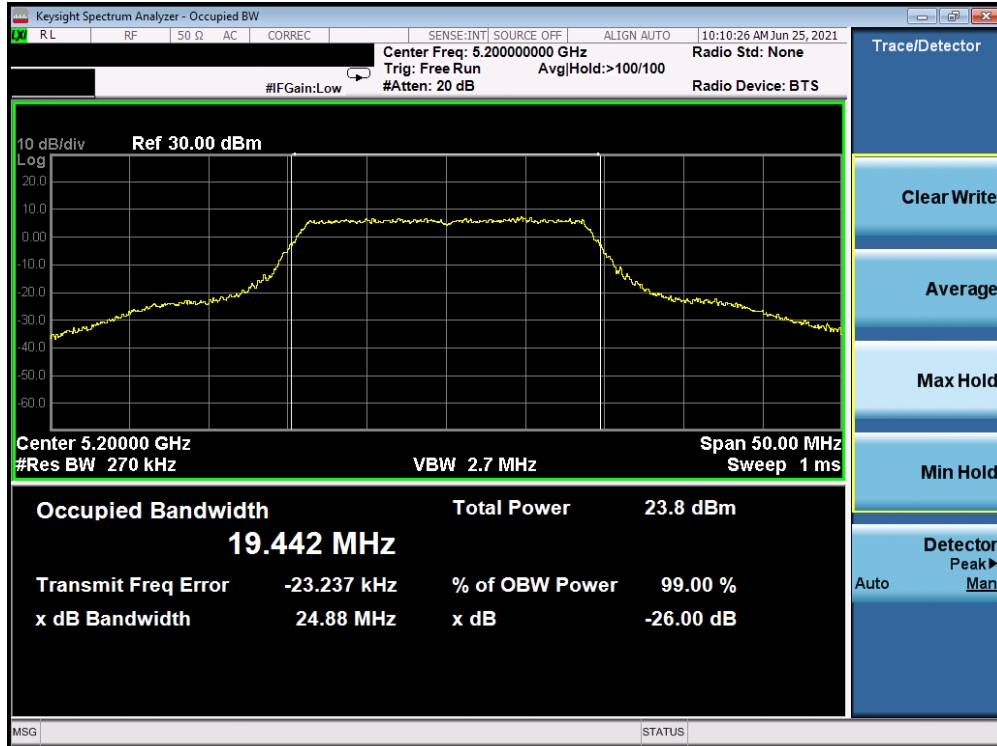 Keysight Spectrum Analyzer - Occupied BW
LXI RL RF 50 Ω AC CORREC SENSE:INT SOURCE OFF ALIGN AUTO 10:10:26 AM Jun 25, 2021
Center Freq: 5.200000000 GHz Radio Std: None
Trig: Free Run Avg|Hold:>100/100
#IFGain:Low #Atten: 20 dB Radio Device: BTS
Trace/Detector
10 dB/div Ref 30.00 dBm
Log
20.0
10.0
0.00
-10.0
-20.0
-30.0
-40.0
-50.0
-60.0
Center 5.20000 GHz Span 50.00 MHz
#Res BW 270 kHz VBW 2.7 MHz Sweep 1 ms
Occupied Bandwidth Total Power 23.8 dBm
19.442 MHz
Transmit Freq Error -23.237 kHz % of OBW Power 99.00 %
x dB Bandwidth 24.88 MHz x dB -26.00 dB
Clear Write
Average
Max Hold
Min Hold
Detector
Peak▶
Auto Man
MSG STATUS